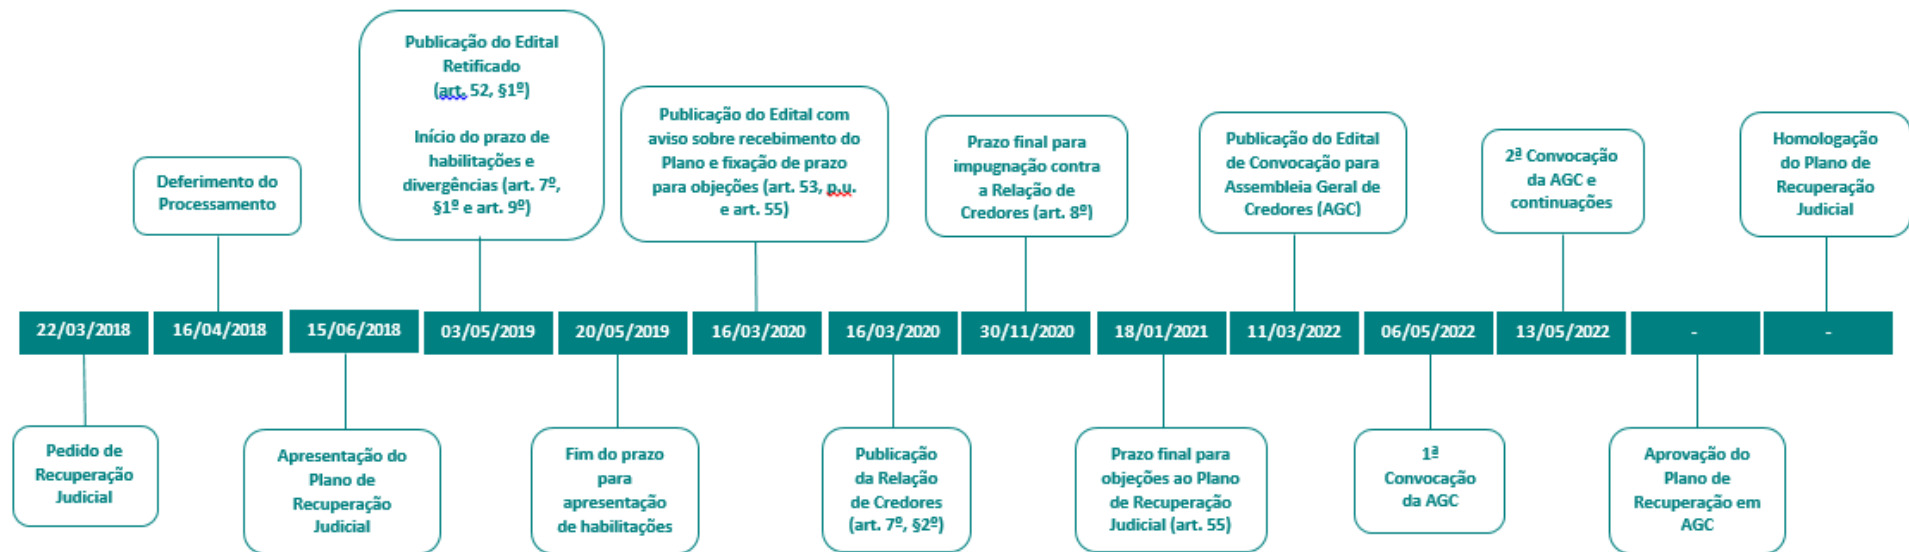 Publicação do Edital
Retificado
(art. 52, §1º)
Início do prazo de
habilitações e
divergências (art. 7º,
§1º e art. 9º)
Publicação do Edital com
aviso sobre recebimento do
Plano e fixação de prazo
para objeções (art. 53, p.u.
e art. 55)
Prazo final para
impugnação contra
a Relação de
Credores (art. 8º)
Publicação do Edital
de Convocação para
Assembleia Geral de
Credores (AGC)
2ª Convocação
da AGC e
continuações
Homologação
do Plano de
Recuperação
Judicial
Deferimento do
Processamento
22/03/2018 16/04/2018 15/06/2018 03/05/2019 20/05/2019 16/03/2020 16/03/2020 30/11/2020 18/01/2021 11/03/2022 06/05/2022 13/05/2022 - -
Pedido de
Recuperação
Judicial
Apresentação do
Plano de
Recuperação
Judicial
Fim do prazo
para
apresentação
de habilitações
Publicação
da Relação
de Credores
(art. 7º, §2º)
Prazo final para
objeções ao Plano
de Recuperação
Judicial (art. 55)
1ª
Convocação
da AGC
Aprovação do
Plano de
Recuperação em
AGC